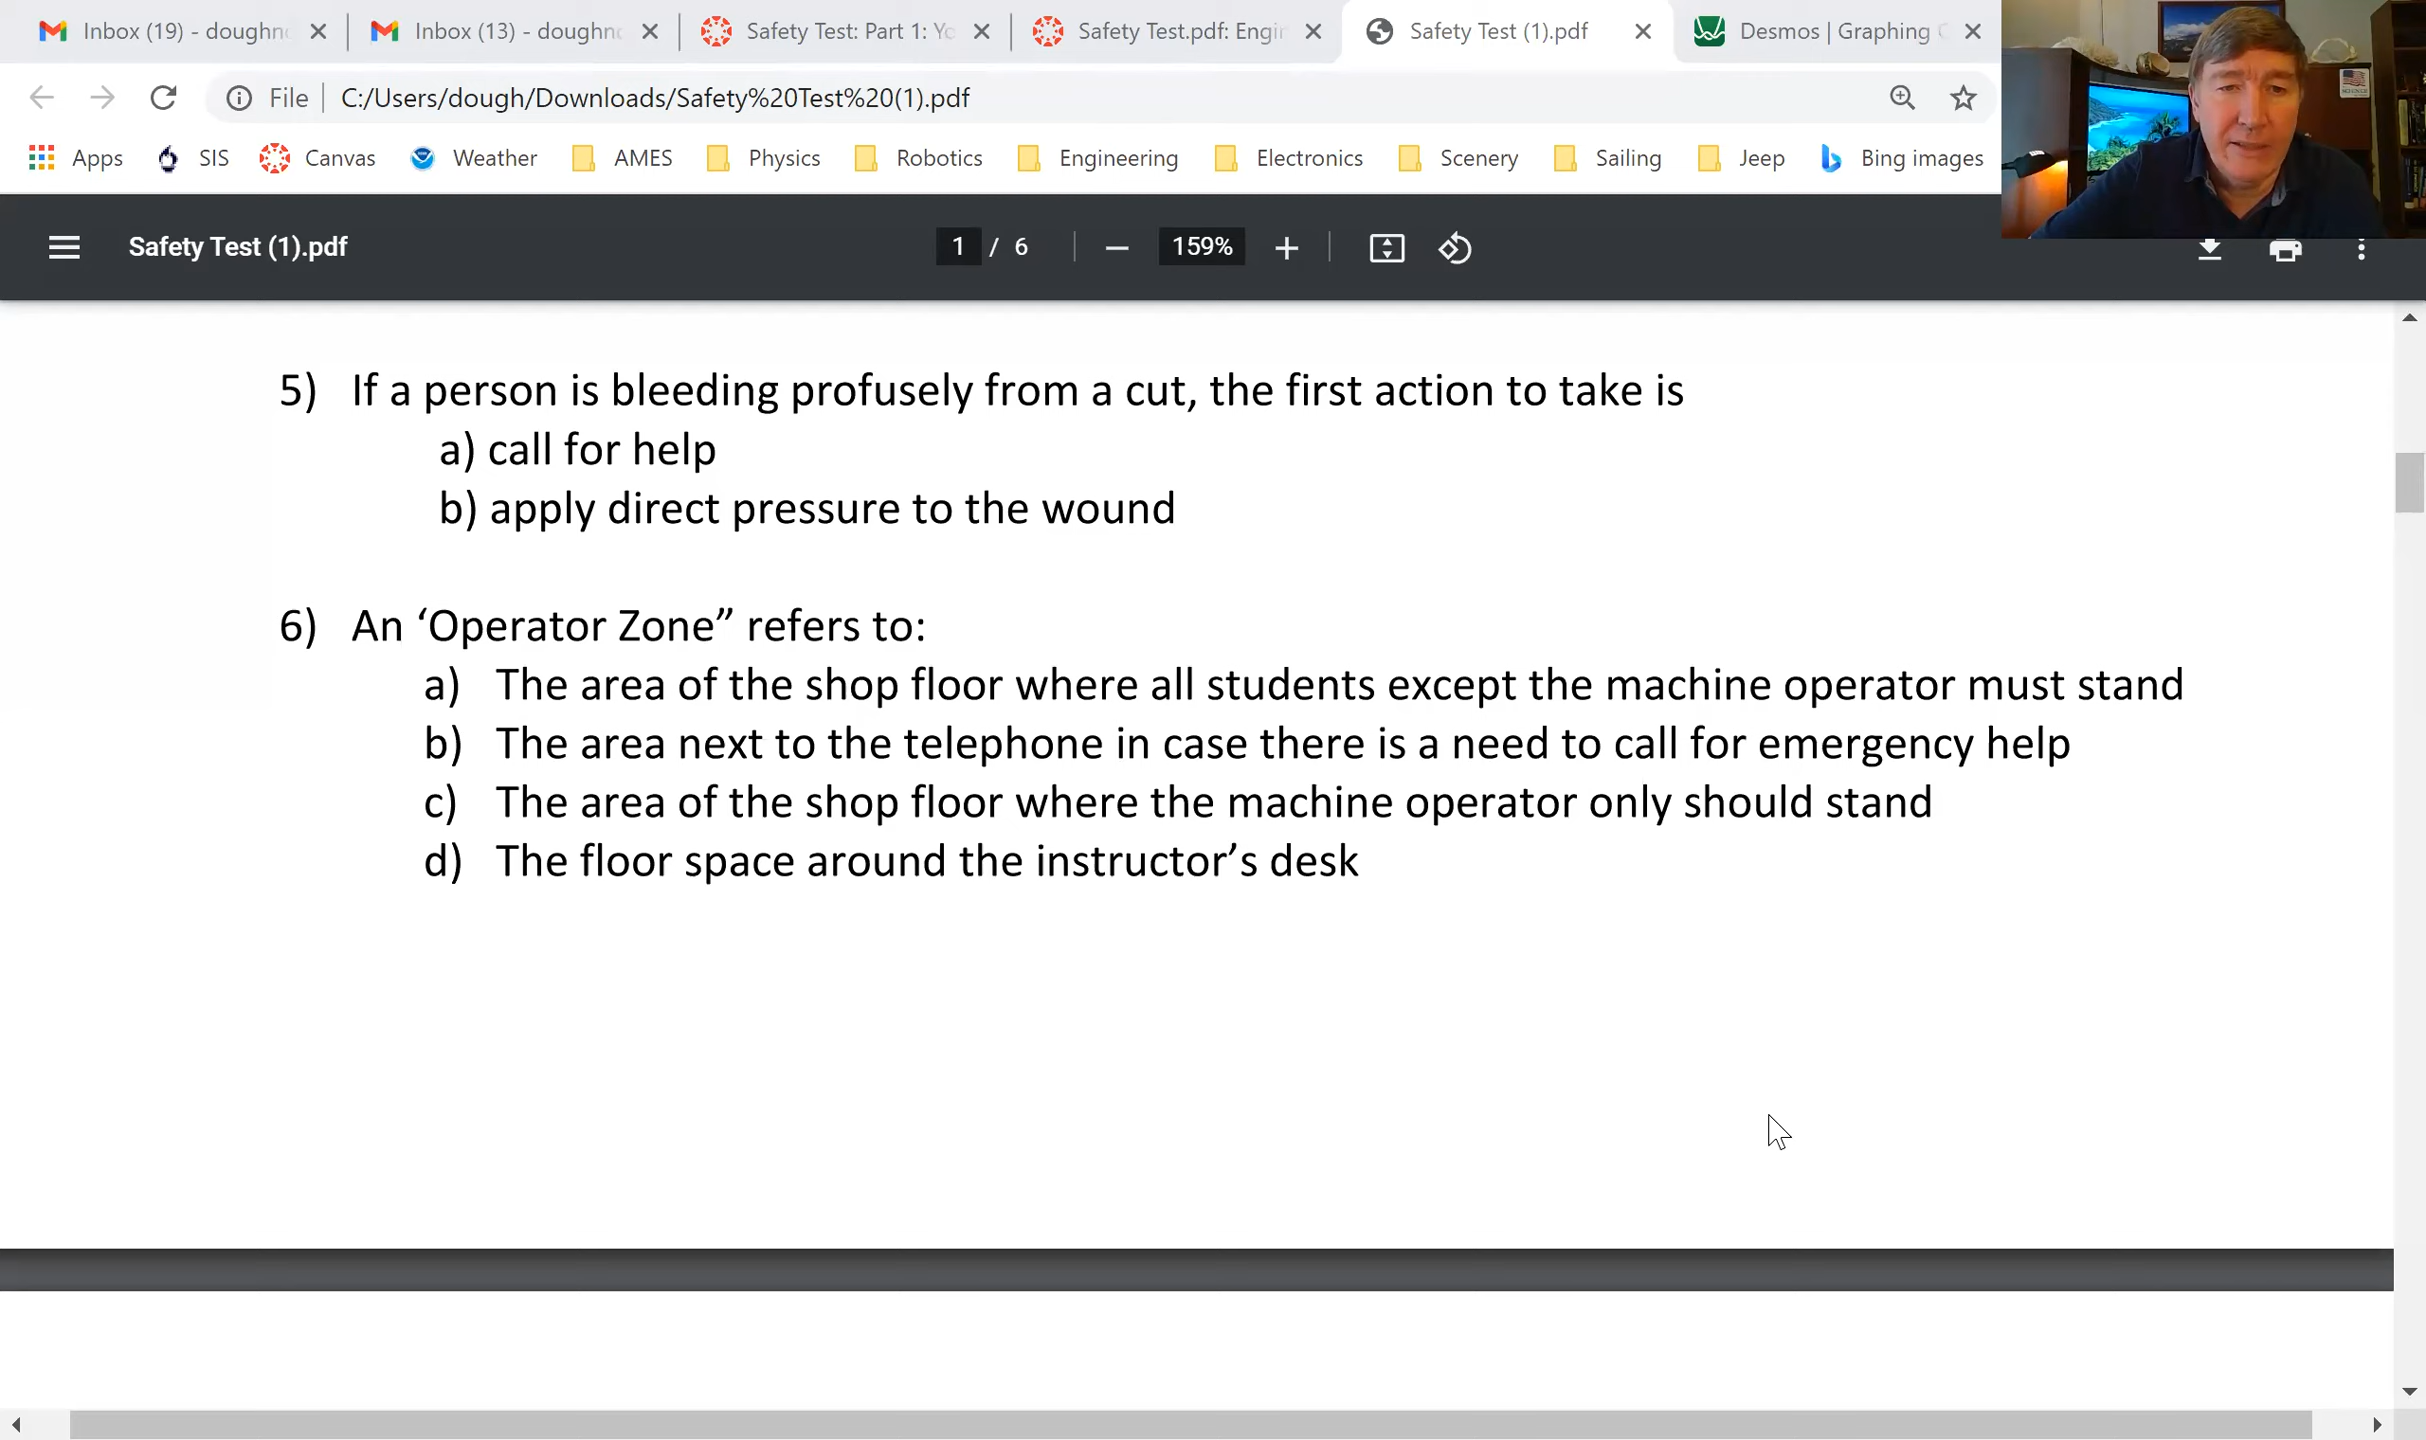 Inbox (19) - doughn
Inbox (13) - doughn
Safety Test: Part 1: Yo
Safety Test.pdf: Engin
Safety Test (1).pdf
Desmos | Graphing C
File
C:/Users/dough/Downloads/Safety%20Test%20(1).pdf
Apps
SIS
Canvas
Weather
AMES
Physics
Robotics
Engineering
Electronics
Scenery
Sailing
Jeep
Bing images
Safety Test (1).pdf
1 / 6
159%
5) If a person is bleeding profusely from a cut, the first action to take is
a) call for help
b) apply direct pressure to the wound
6) An ‘Operator Zone” refers to:
a) The area of the shop floor where all students except the machine operator must stand
b) The area next to the telephone in case there is a need to call for emergency help
c) The area of the shop floor where the machine operator only should stand
d) The floor space around the instructor’s desk